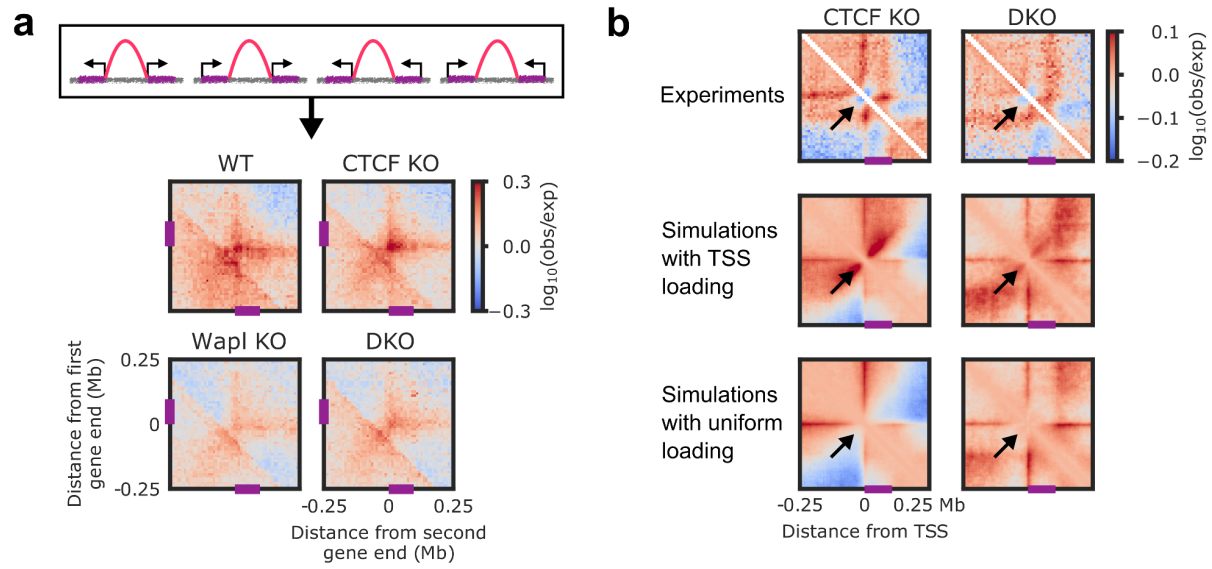 a
WT
CTCF KO
0.3
0.0
−0.3
log10(obs/exp)
Wapl KO
DKO
0.25
0
-0.25
Distance from first
gene end (Mb)
-0.25
0
0.25
Distance from second
gene end (Mb)
b
CTCF KO
DKO
Experiments
0.1
0.0
−0.1
−0.2
log10(obs/exp)
Simulations
with TSS
loading
Simulations
with uniform
loading
-0.25
0
0.25 Mb
Distance from TSS